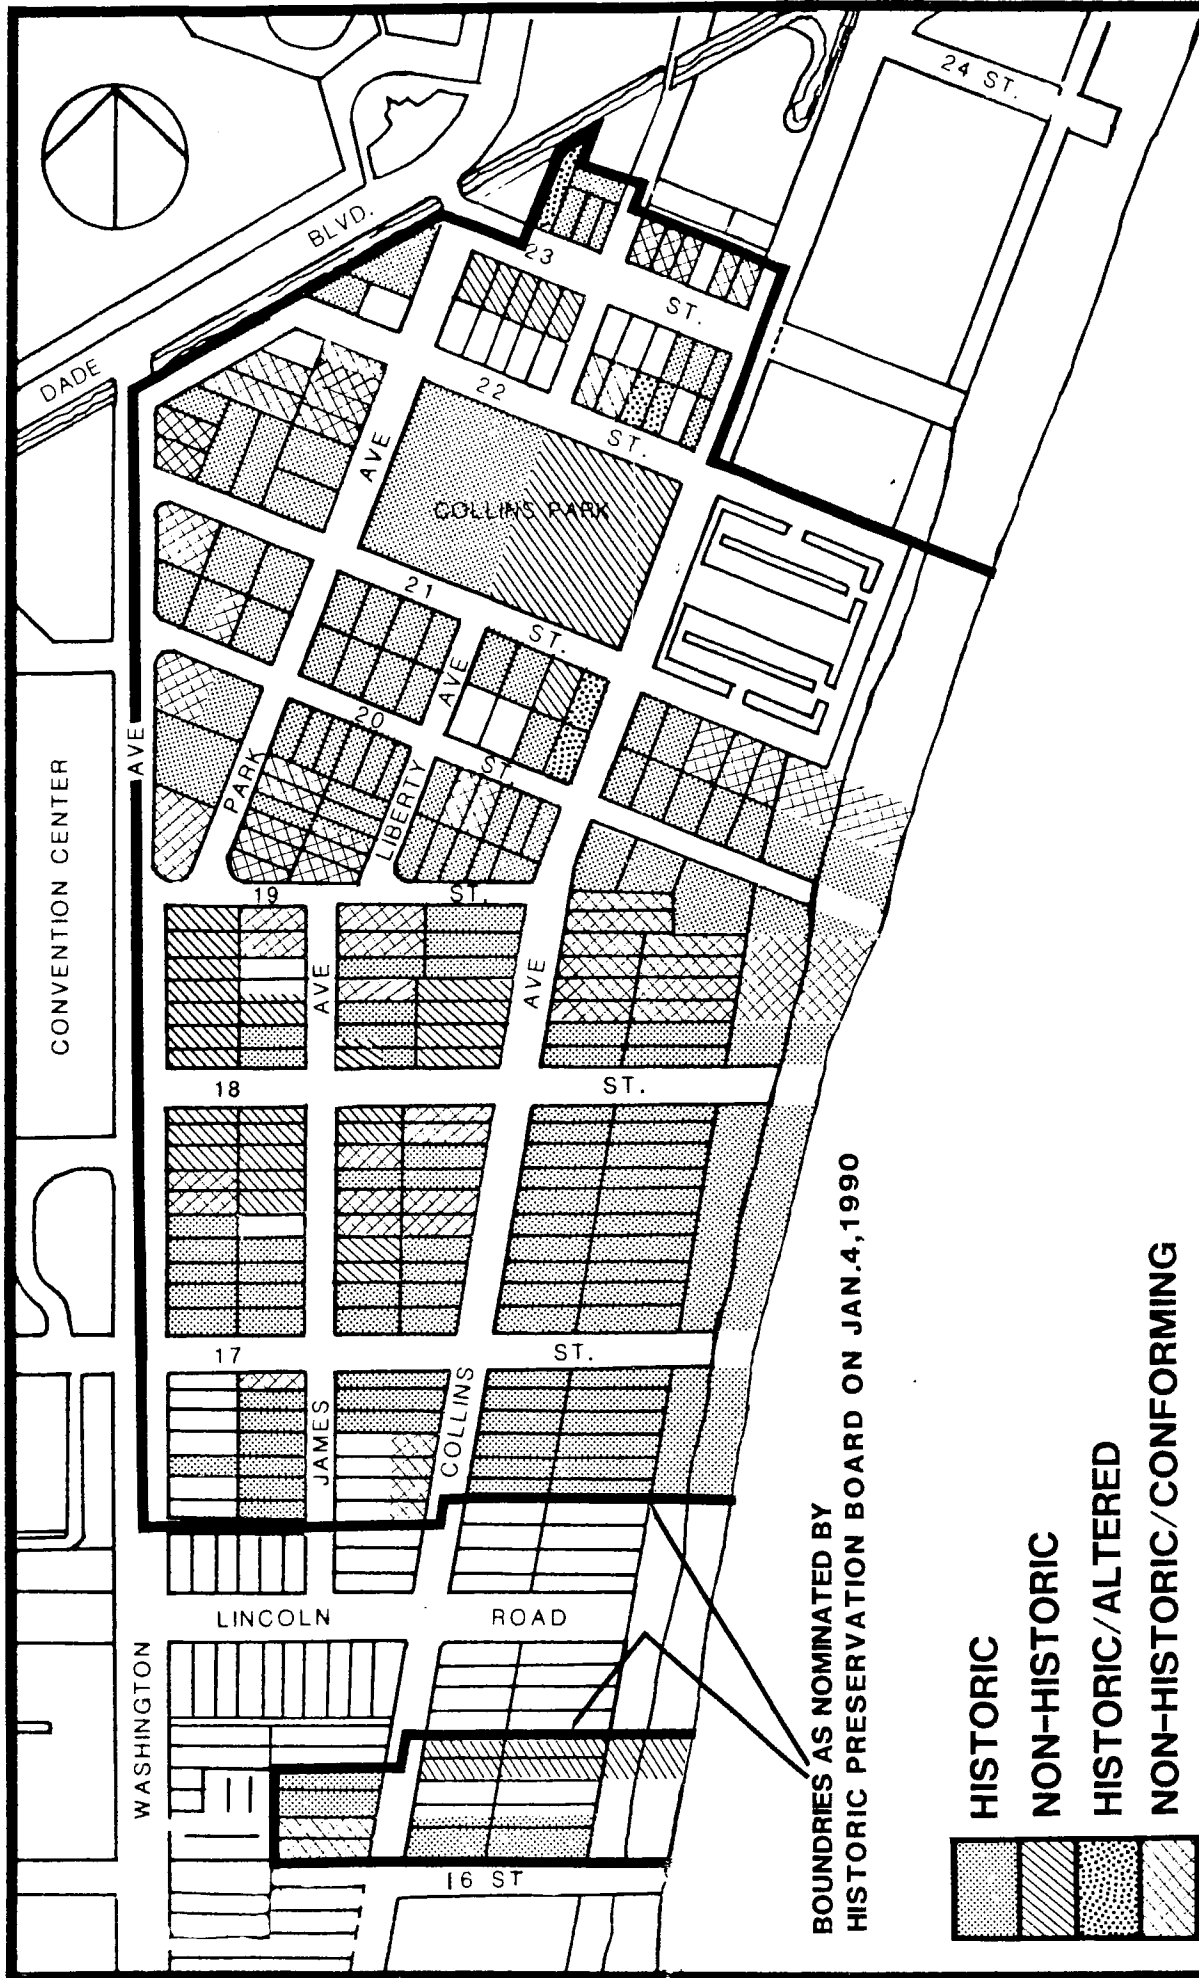 24 ST.
BLVD.
DADE
23
ST.
22
ST.
AVE
COLLINS PARK
21
ST.
AVE
20
ST.
AVE
PARK
LIBERTY
CONVENTION CENTER
19
ST.
AVE
AVE
18
ST.
17
ST.
JAMES
COLLINS
LINCOLN
ROAD
WASHINGTON
16 ST
BOUNDRIES AS NOMINATED BY
HISTORIC PRESERVATION BOARD ON JAN.4,1990
HISTORIC
NON-HISTORIC
HISTORIC/ALTERED
NON-HISTORIC/CONFORMING